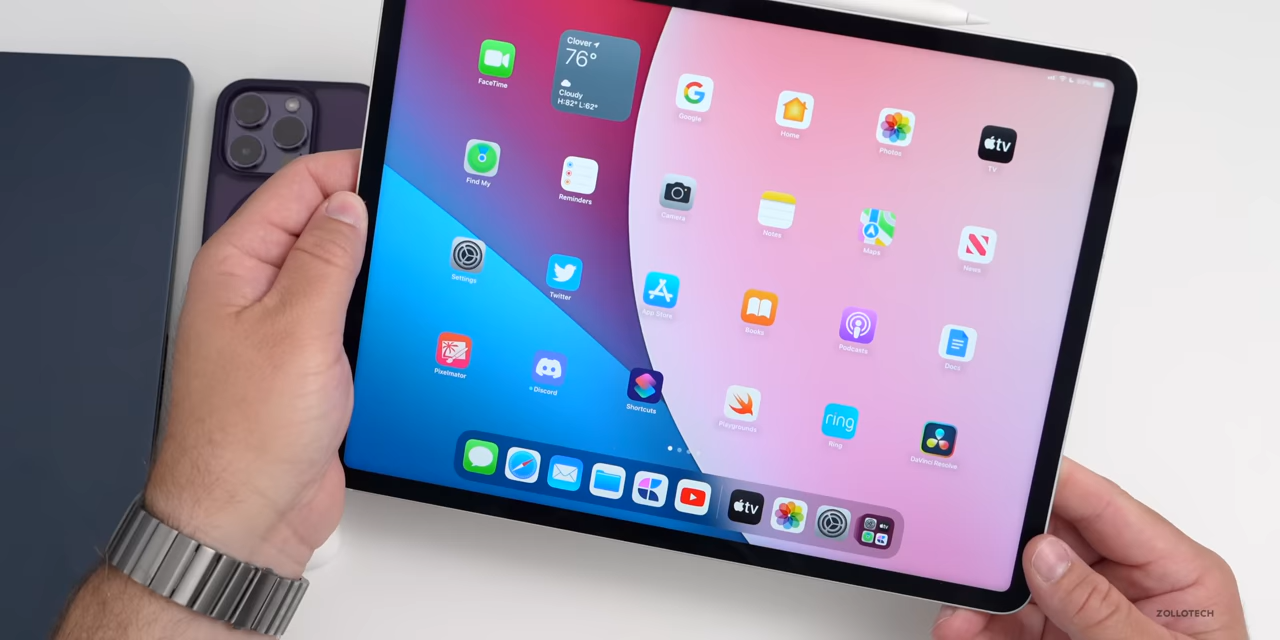 Clover
76°
Cloudy
H:82° L:62°
FaceTime
Google
Home
Photos
tv
TV
Find My
Reminders
Camera
Notes
Maps
News
Settings
Twitter
App Store
Books
Podcasts
Docs
Pixelmator
Discord
Shortcuts
Playgrounds
ring
Ring
DaVinci Resolve
tv
ZOLLOTECH